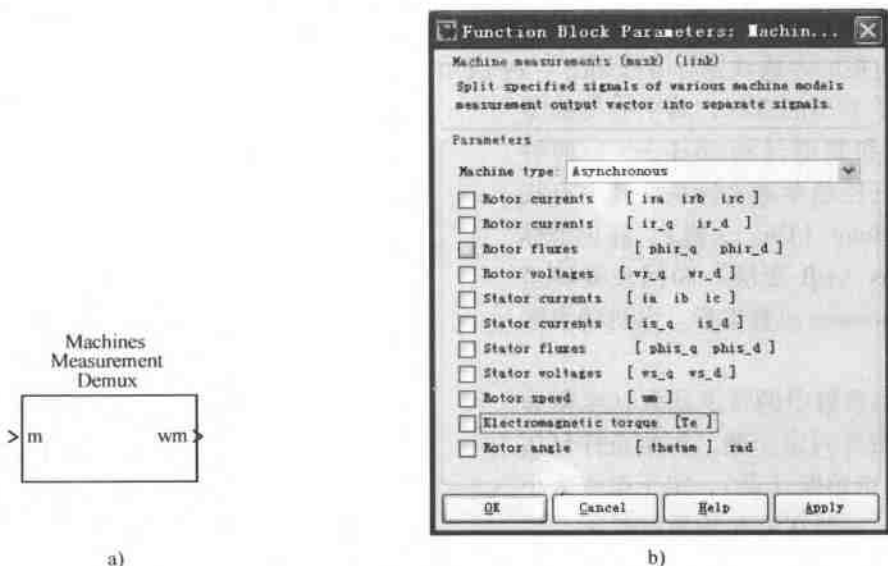 Machines
Measurement
Demux
m wm
a)
Function Block Parameters: Machin...
Machine measurements (mask) (link)
Split specified signals of various machine models
measurement output vector into separate signals.
Parameters
Machine type: Asynchronous
Rotor currents [ ira irb irc ]
Rotor currents [ ir_q ir_d ]
Rotor fluxes [ phir_q phir_d ]
Rotor voltages [ vr_q vr_d ]
Stator currents [ ia ib ic ]
Stator currents [ is_q is_d ]
Stator fluxes [ phis_q phis_d ]
Stator voltages [ vs_q vs_d ]
Rotor speed [ wm ]
Electromagnetic torque [Te ]
Rotor angle [ thetam ] rad
OK Cancel Help Apply
b)